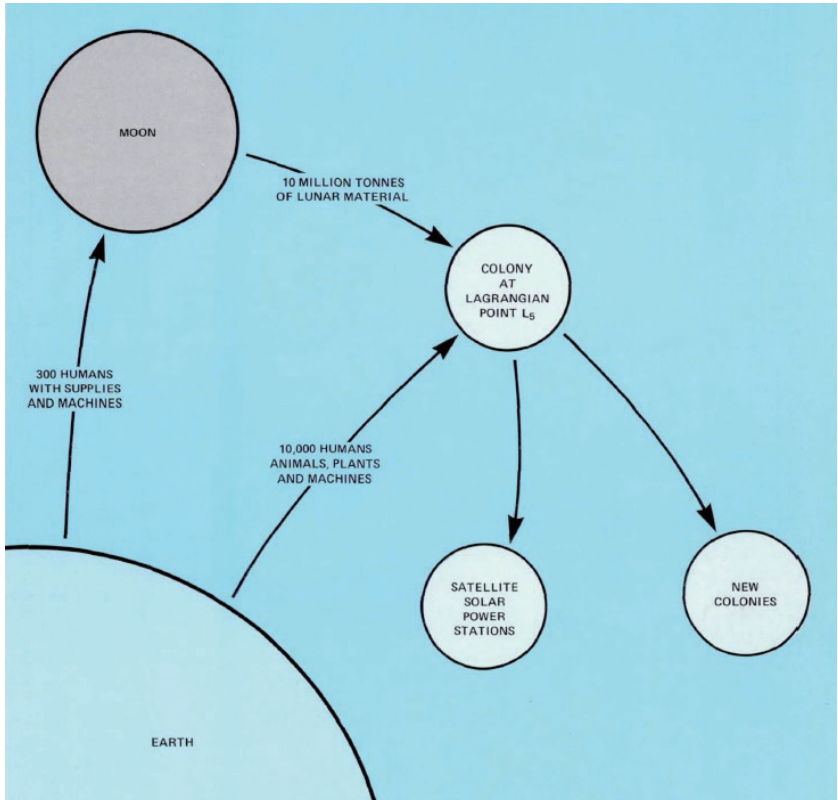 MOON
10 MILLION TONNES
OF LUNAR MATERIAL
COLONY
AT
LAGRANGIAN
POINT L₅
300 HUMANS
WITH SUPPLIES
AND MACHINES
10,000 HUMANS
ANIMALS, PLANTS
AND MACHINES
SATELLITE
SOLAR
POWER
STATIONS
NEW
COLONIES
EARTH